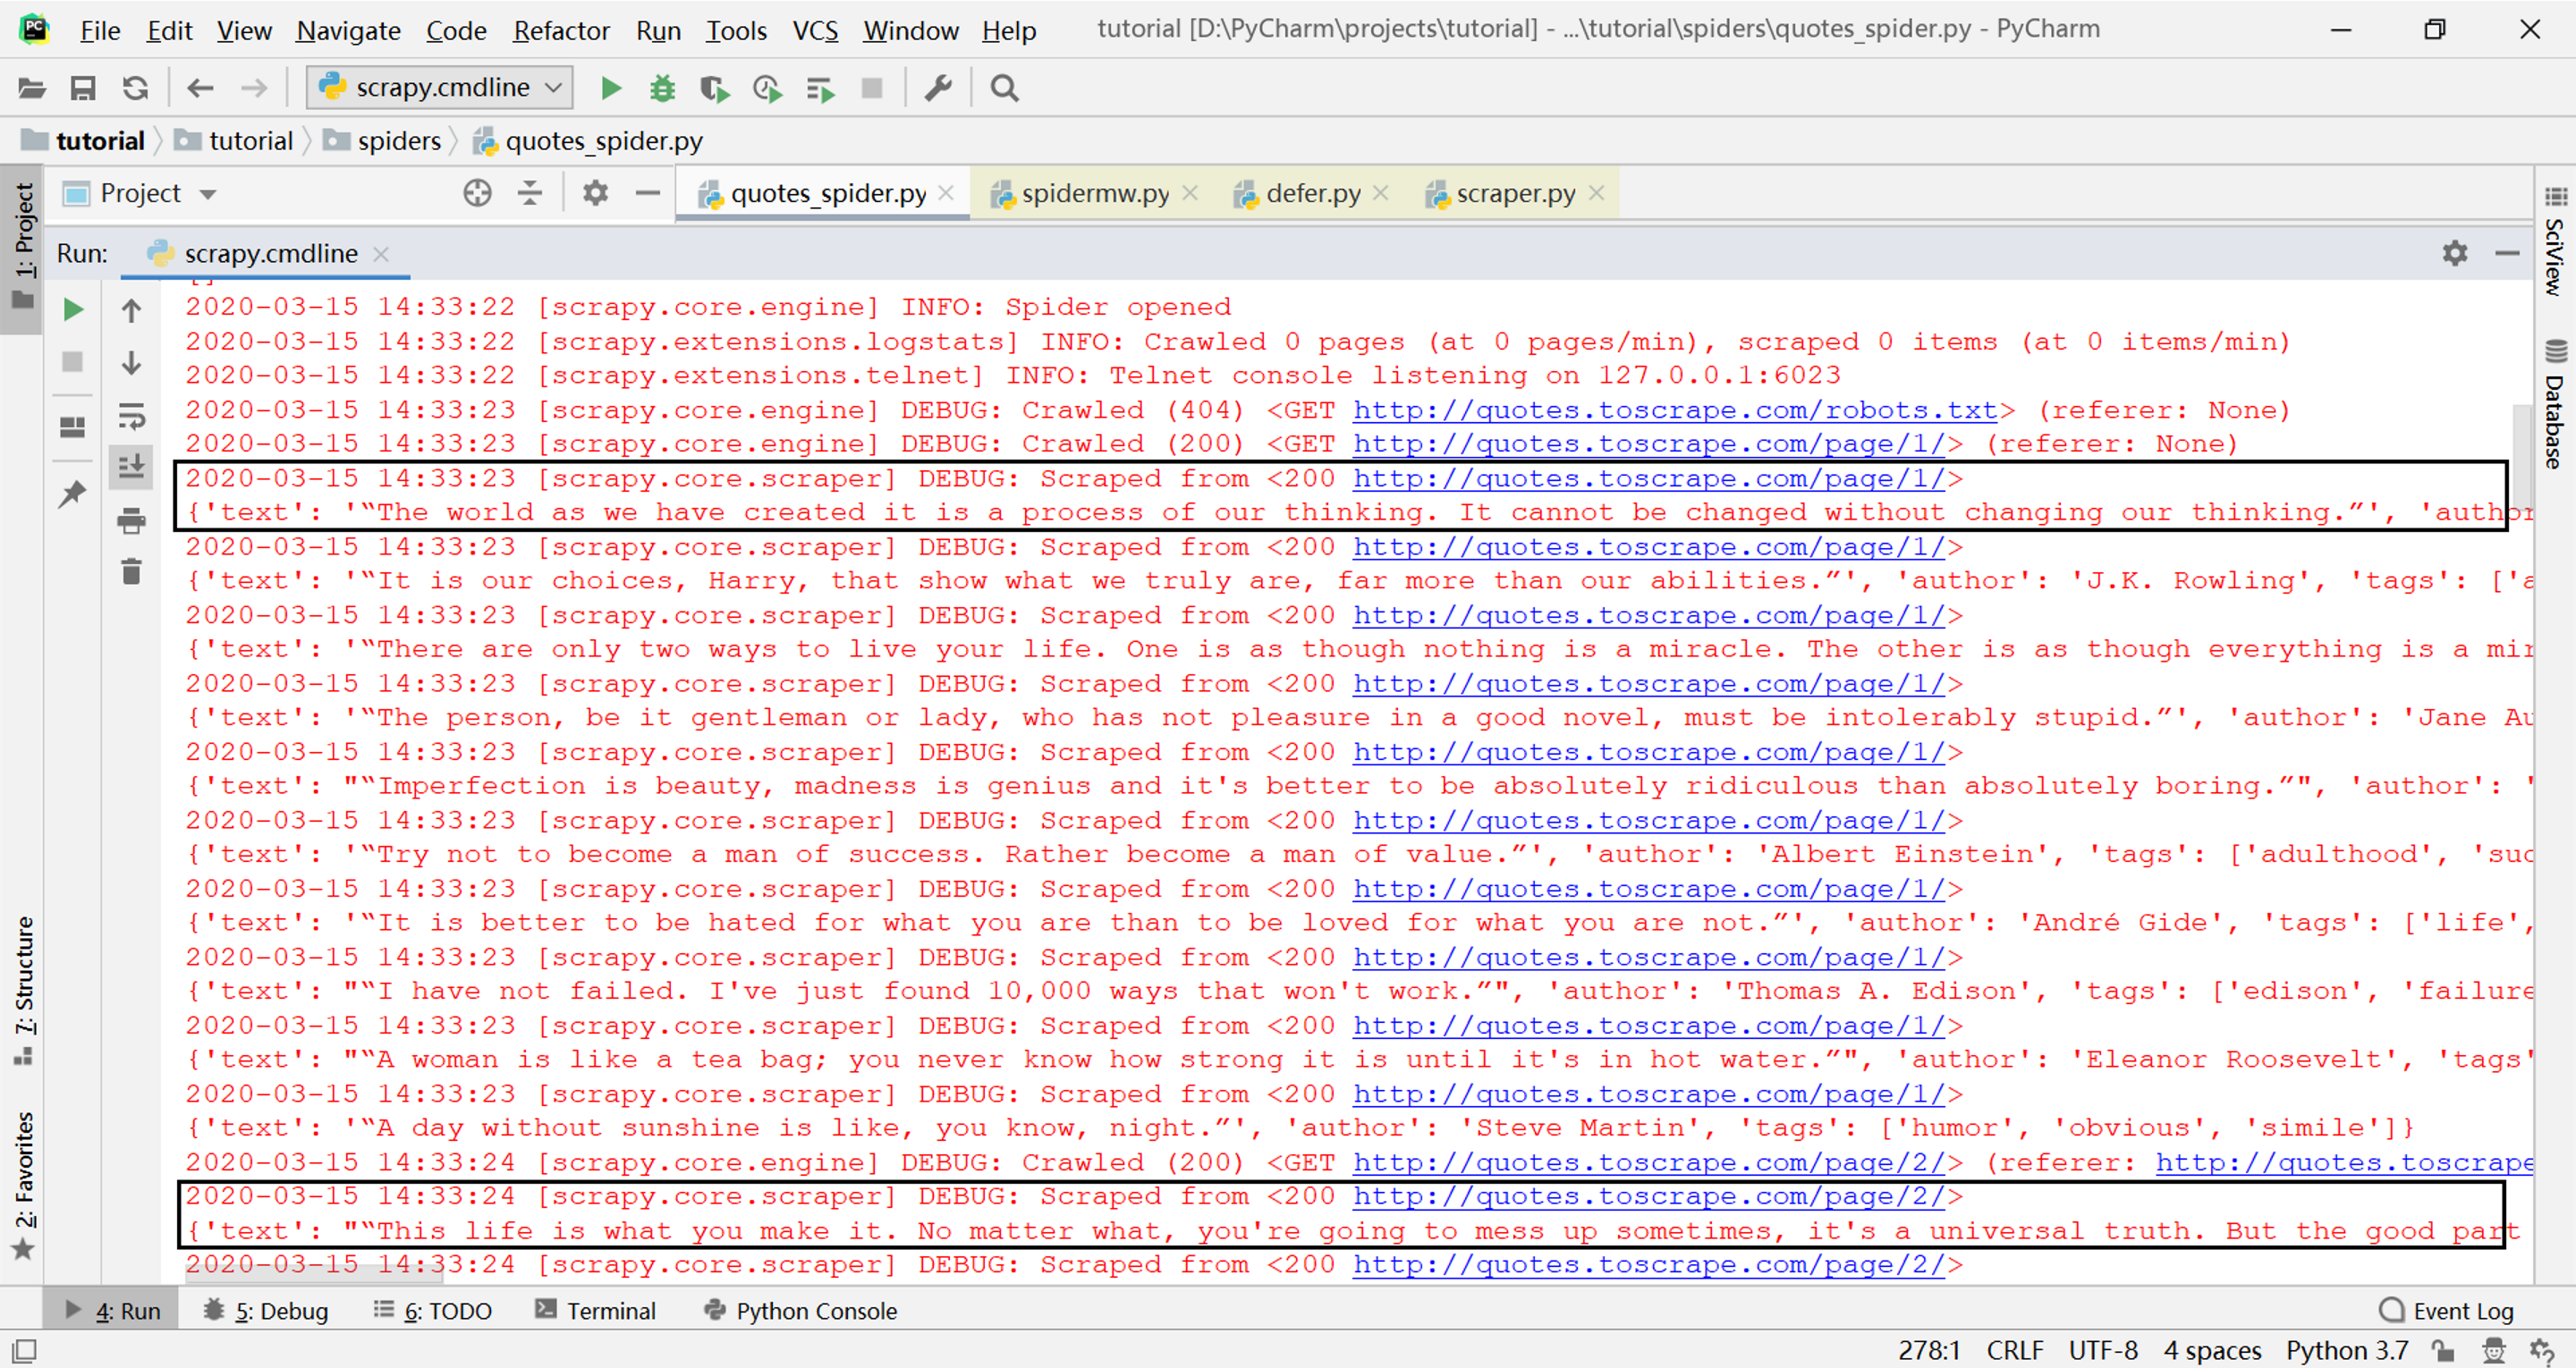 PC File Edit View Navigate Code Refactor Run Tools VCS Window Help tutorial [D:\PyCharm\projects\tutorial] - ...\tutorial\spiders\quotes_spider.py - PyCharm
scrapy.cmdline
tutorial tutorial spiders quotes_spider.py
1: Project
Project quotes_spider.py spidermw.py defer.py scraper.py
SciView
Database
Run: scrapy.cmdline
2020-03-15 14:33:22 [scrapy.core.engine] INFO: Spider opened
2020-03-15 14:33:22 [scrapy.extensions.logstats] INFO: Crawled 0 pages (at 0 pages/min), scraped 0 items (at 0 items/min)
2020-03-15 14:33:22 [scrapy.extensions.telnet] INFO: Telnet console listening on 127.0.0.1:6023
2020-03-15 14:33:23 [scrapy.core.engine] DEBUG: Crawled (404) <GET http://quotes.toscrape.com/robots.txt> (referer: None)
2020-03-15 14:33:23 [scrapy.core.engine] DEBUG: Crawled (200) <GET http://quotes.toscrape.com/page/1/> (referer: None)
2020-03-15 14:33:23 [scrapy.core.scraper] DEBUG: Scraped from <200 http://quotes.toscrape.com/page/1/>
{'text': '“The world as we have created it is a process of our thinking. It cannot be changed without changing our thinking.”', 'author
2020-03-15 14:33:23 [scrapy.core.scraper] DEBUG: Scraped from <200 http://quotes.toscrape.com/page/1/>
{'text': '“It is our choices, Harry, that show what we truly are, far more than our abilities.”', 'author': 'J.K. Rowling', 'tags': ['a
2020-03-15 14:33:23 [scrapy.core.scraper] DEBUG: Scraped from <200 http://quotes.toscrape.com/page/1/>
{'text': '“There are only two ways to live your life. One is as though nothing is a miracle. The other is as though everything is a mir
2020-03-15 14:33:23 [scrapy.core.scraper] DEBUG: Scraped from <200 http://quotes.toscrape.com/page/1/>
{'text': '“The person, be it gentleman or lady, who has not pleasure in a good novel, must be intolerably stupid.”', 'author': 'Jane Au
2020-03-15 14:33:23 [scrapy.core.scraper] DEBUG: Scraped from <200 http://quotes.toscrape.com/page/1/>
{'text': "“Imperfection is beauty, madness is genius and it's better to be absolutely ridiculous than absolutely boring.”", 'author': '
2020-03-15 14:33:23 [scrapy.core.scraper] DEBUG: Scraped from <200 http://quotes.toscrape.com/page/1/>
{'text': '“Try not to become a man of success. Rather become a man of value.”', 'author': 'Albert Einstein', 'tags': ['adulthood', 'suc
2020-03-15 14:33:23 [scrapy.core.scraper] DEBUG: Scraped from <200 http://quotes.toscrape.com/page/1/>
{'text': '“It is better to be hated for what you are than to be loved for what you are not.”', 'author': 'André Gide', 'tags': ['life',
2020-03-15 14:33:23 [scrapy.core.scraper] DEBUG: Scraped from <200 http://quotes.toscrape.com/page/1/>
{'text': "“I have not failed. I've just found 10,000 ways that won't work.”", 'author': 'Thomas A. Edison', 'tags': ['edison', 'failure
2020-03-15 14:33:23 [scrapy.core.scraper] DEBUG: Scraped from <200 http://quotes.toscrape.com/page/1/>
{'text': "“A woman is like a tea bag; you never know how strong it is until it's in hot water.”", 'author': 'Eleanor Roosevelt', 'tags'
2020-03-15 14:33:23 [scrapy.core.scraper] DEBUG: Scraped from <200 http://quotes.toscrape.com/page/1/>
{'text': '“A day without sunshine is like, you know, night.”', 'author': 'Steve Martin', 'tags': ['humor', 'obvious', 'simile']}
2020-03-15 14:33:24 [scrapy.core.engine] DEBUG: Crawled (200) <GET http://quotes.toscrape.com/page/2/> (referer: http://quotes.toscrape
2020-03-15 14:33:24 [scrapy.core.scraper] DEBUG: Scraped from <200 http://quotes.toscrape.com/page/2/>
{'text': "“This life is what you make it. No matter what, you're going to mess up sometimes, it's a universal truth. But the good part
2020-03-15 14:33:24 [scrapy.core.scraper] DEBUG: Scraped from <200 http://quotes.toscrape.com/page/2/>
7: Structure
2: Favorites
4: Run 5: Debug 6: TODO Terminal Python Console Event Log
278:1 CRLF UTF-8 4 spaces Python 3.7